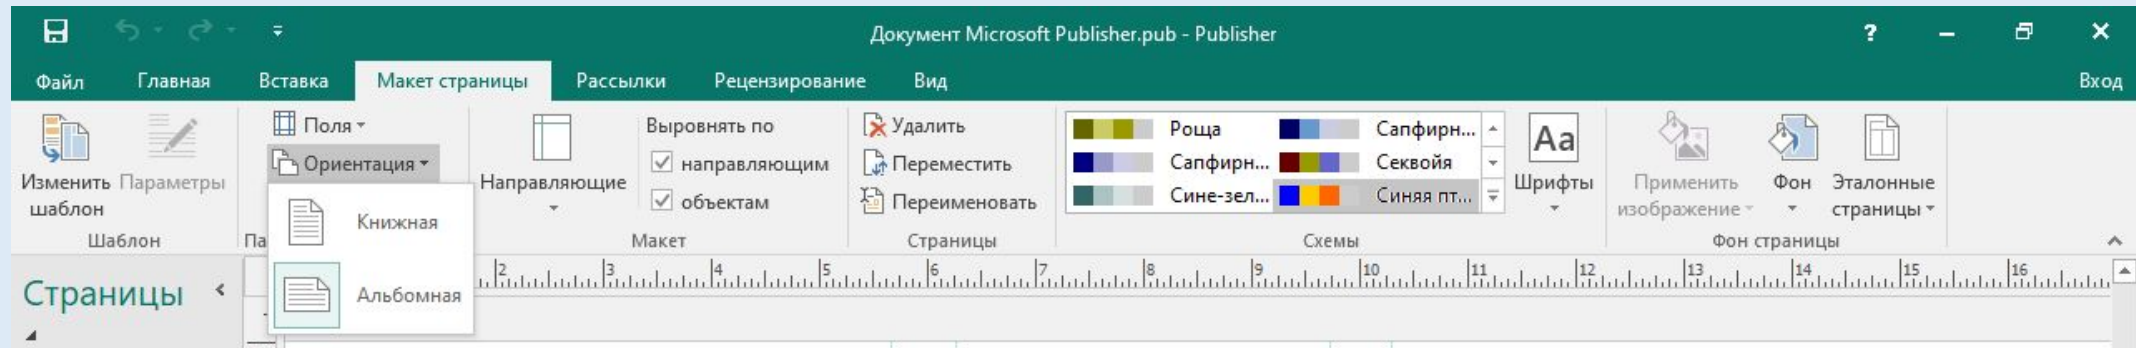 Документ Microsoft Publisher.pub - Publisher
?
Файл Главная Вставка Макет страницы Рассылки Рецензирование Вид Вход
Изменить шаблон
Параметры
Шаблон
Поля
Ориентация
Книжная
Альбомная
Па
Направляющие
Выровнять по
направляющим
объектам
Макет
Удалить
Переместить
Переименовать
Страницы
Роща
Сапфирн...
Сапфирн...
Секвойя
Сине-зел...
Синяя пт...
Aa
Шрифты
Схемы
Применить изображение
Фон
Эталонные страницы
Фон страницы
Страницы
2 3 4 5 6 7 8 9 10 11 12 13 14 15 16